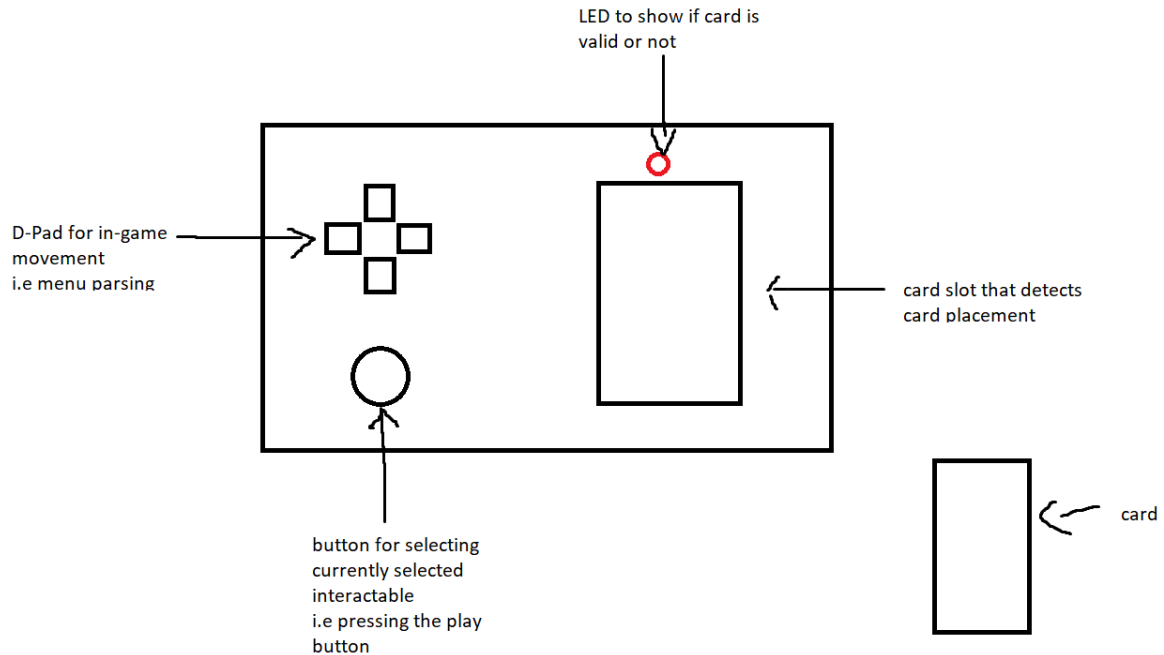 LED to show if card is
valid or not
D-Pad for in-game
movement
i.e menu parsing
card slot that detects
card placement
card
button for selecting
currently selected
interactable
i.e pressing the play
button